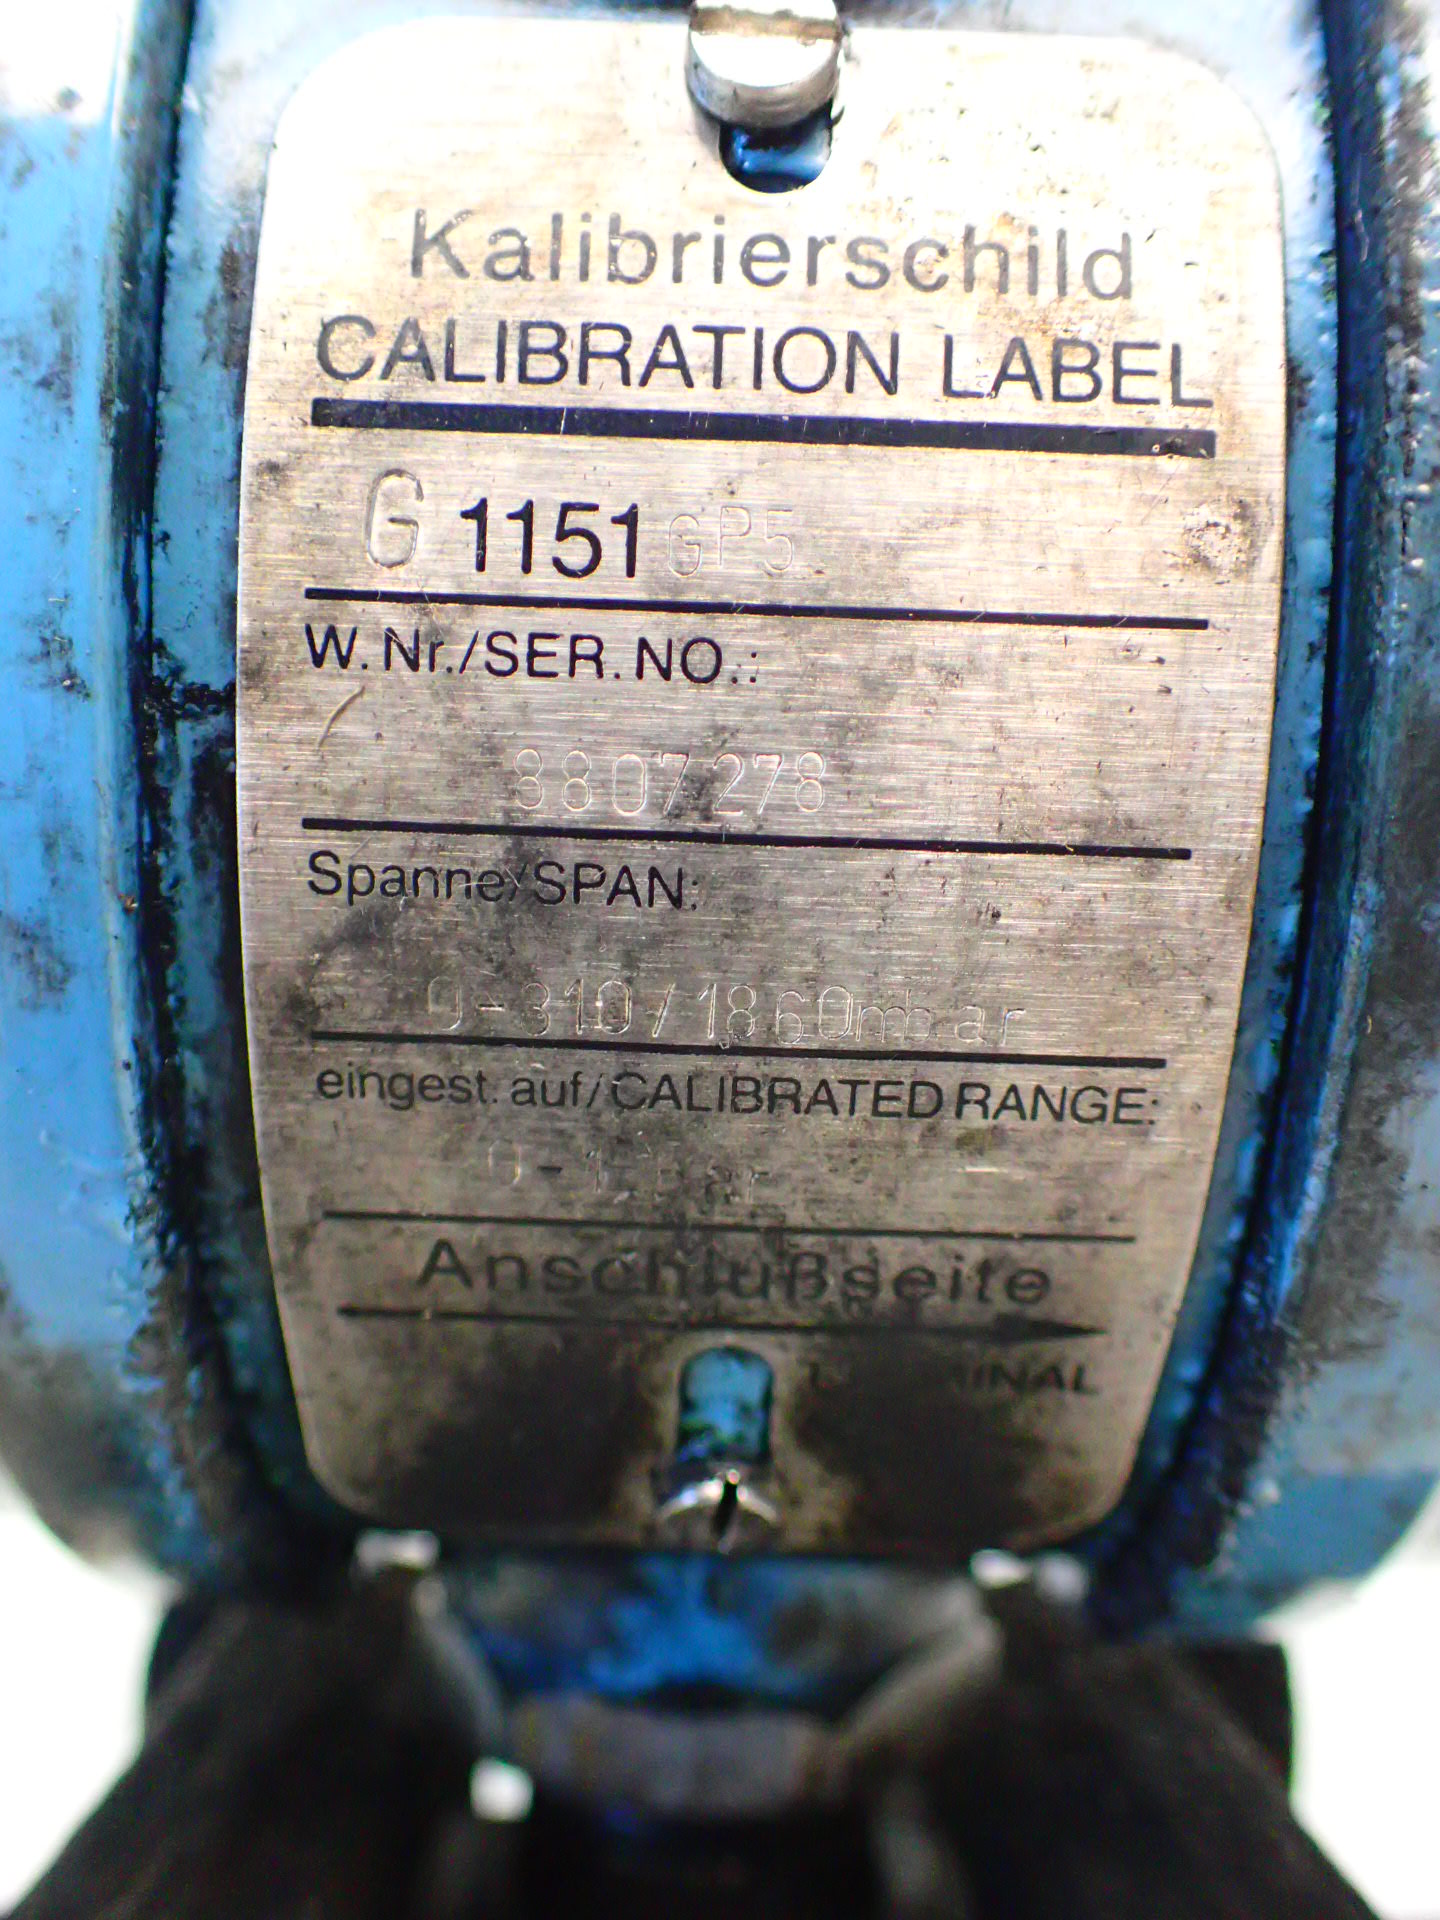 Kalibrierschild
CALIBRATION LABEL
G 1151 GP5
W.Nr./SER.NO.:
8807278
Spanne/SPAN:
0-310/1860mbar
eingest. auf/CALIBRATED RANGE:
Anschlußseite